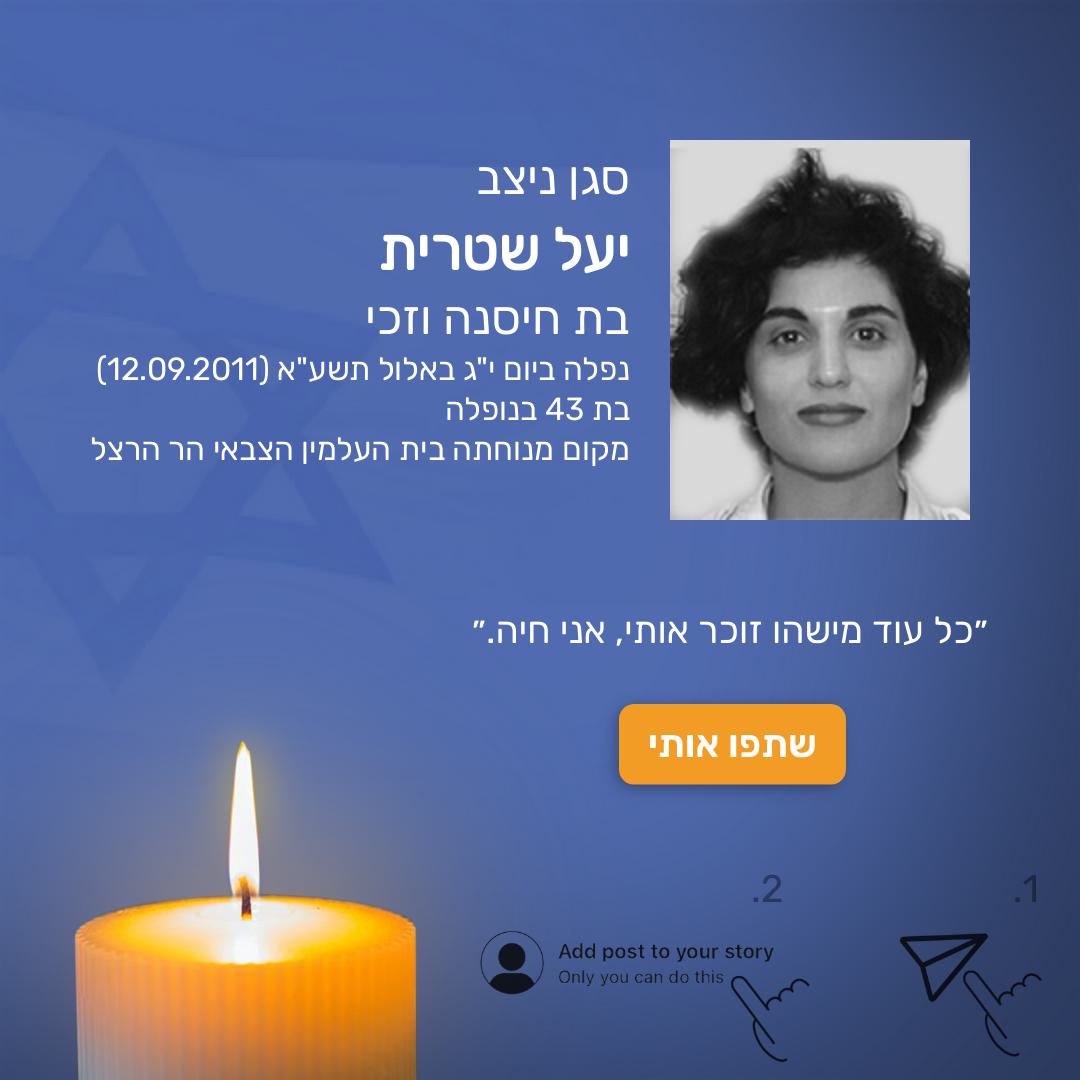 סגן ניצב
יעל שטרית
בת חיסנה וזכי
נפלה ביום י"ג באלול תשע"א (12.09.2011)
בת 43 בנופלה
מקום מנוחתה בית העלמין הצבאי הר הרצל
״כל עוד מישהו זוכר אותי, אני חיה.״
שתפו אותי
1.
2.
Add post to your story
Only you can do this